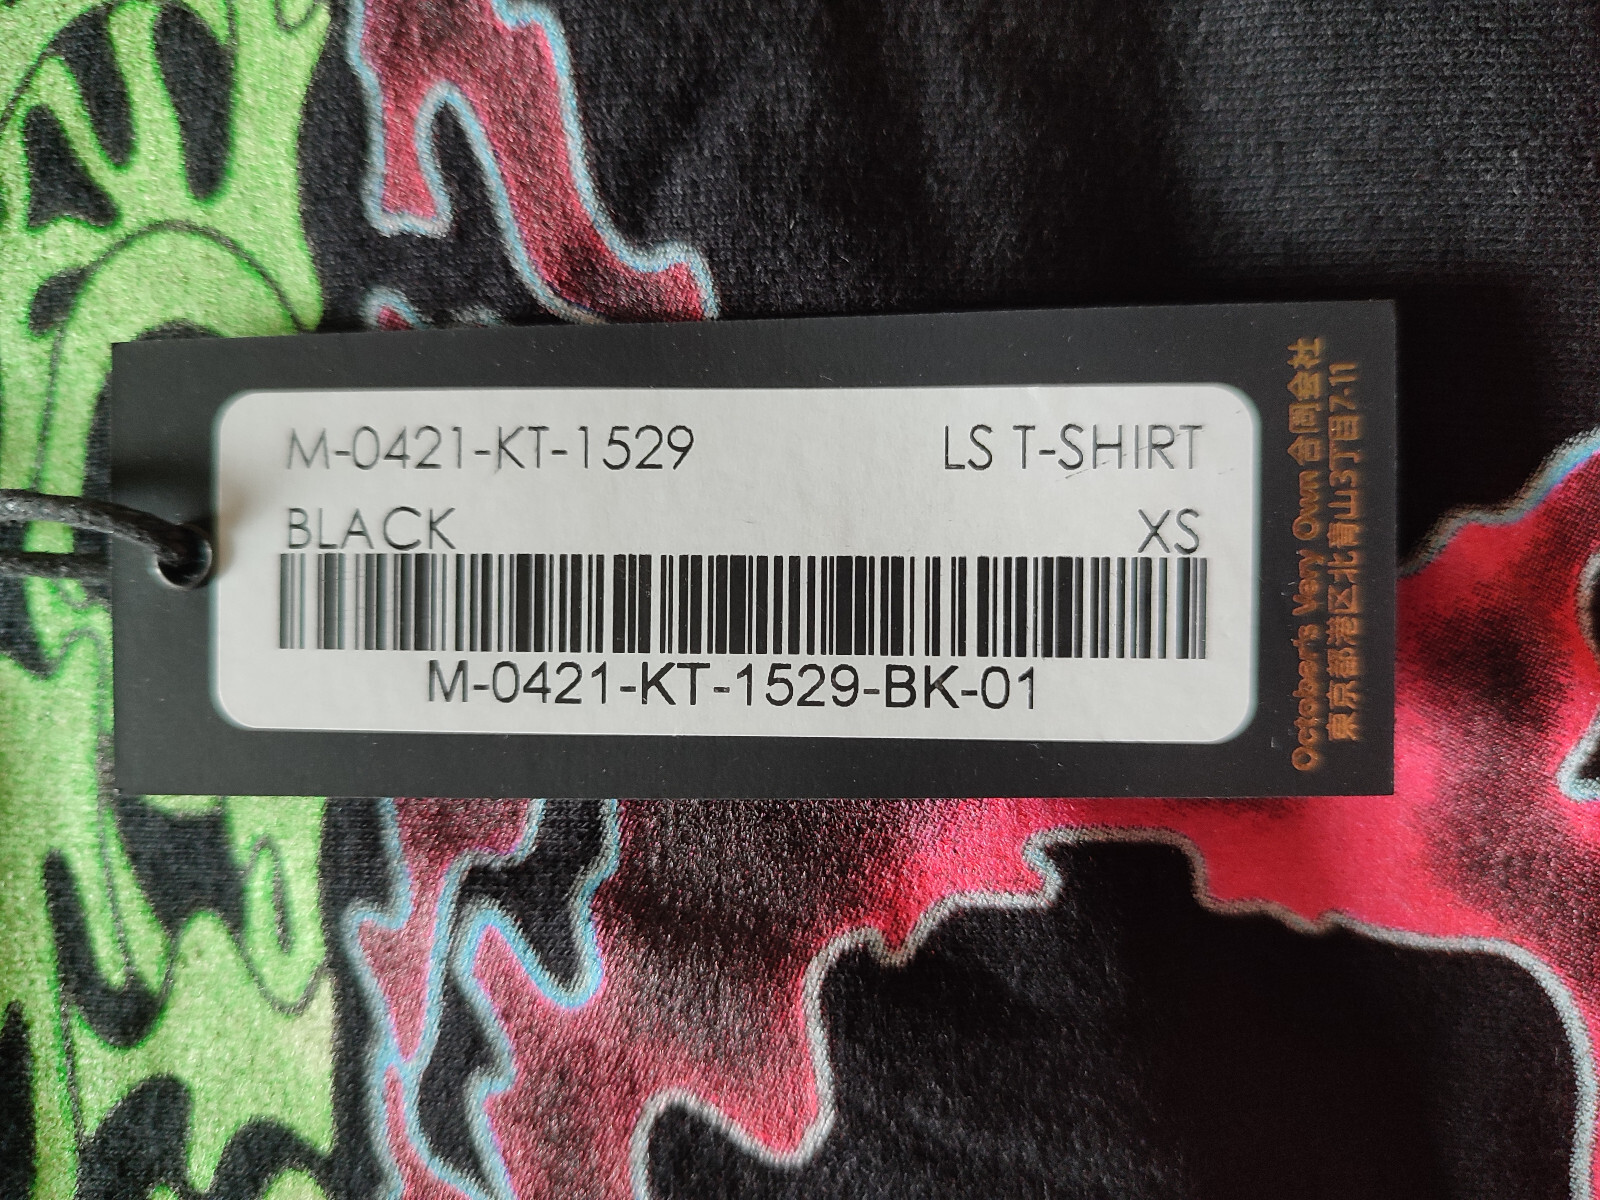 M-0421-KT-1529 LS T-SHIRT
BLACK XS
M-0421-KT-1529-BK-01
October's Very Own 合同会社
東京都港区北青山3丁目7-11